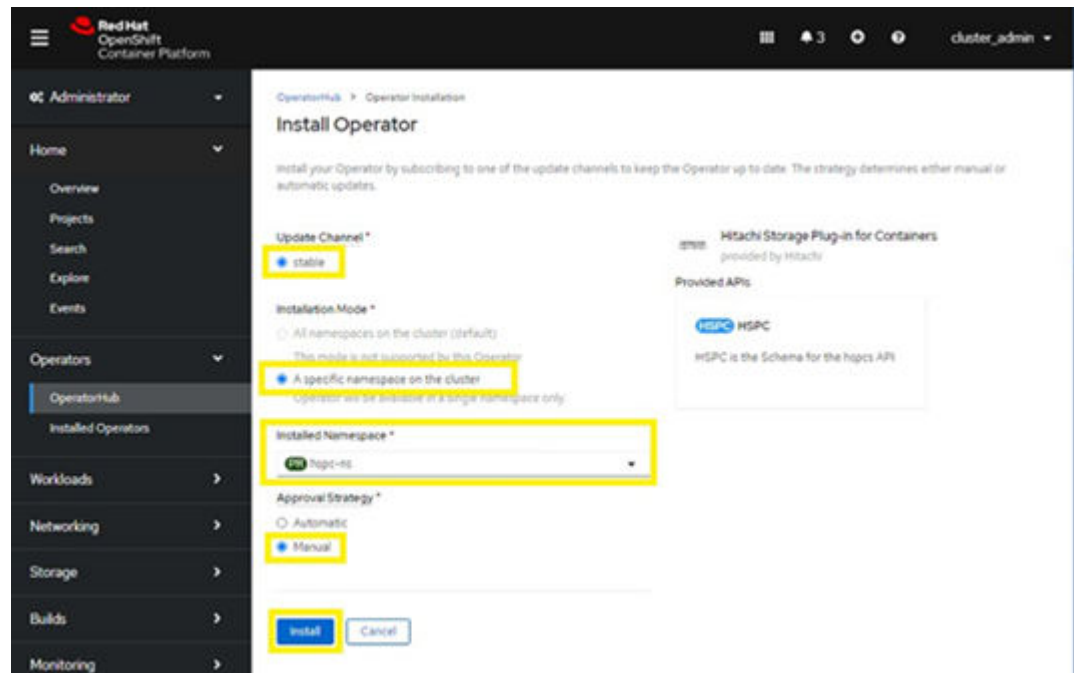 Red Hat
OpenShift
Container Platform
3
cluster_admin
Administrator
Home
Overview
Projects
Search
Explore
Events
Operators
OperatorHub
Installed Operators
Workloads
Networking
Storage
Builds
Monitoring
OperatorHub > Operator Installation
Install Operator
Install your Operator by subscribing to one of the update channels to keep the Operator up to date. The strategy determines either manual or
automatic updates.
Update Channel *
stable
Installation Mode *
All namespaces on the cluster (default)
This mode is not supported by this Operator
A specific namespace on the cluster
Operator will be available in a single namespace only.
Installed Namespace *
PR hspc-ns
Approval Strategy *
Automatic
Manual
Install
Cancel
Hitachi Storage Plug-in for Containers
provided by Hitachi
Provided APIs
HSPC HSPC
HSPC is the Schema for the hspcs API